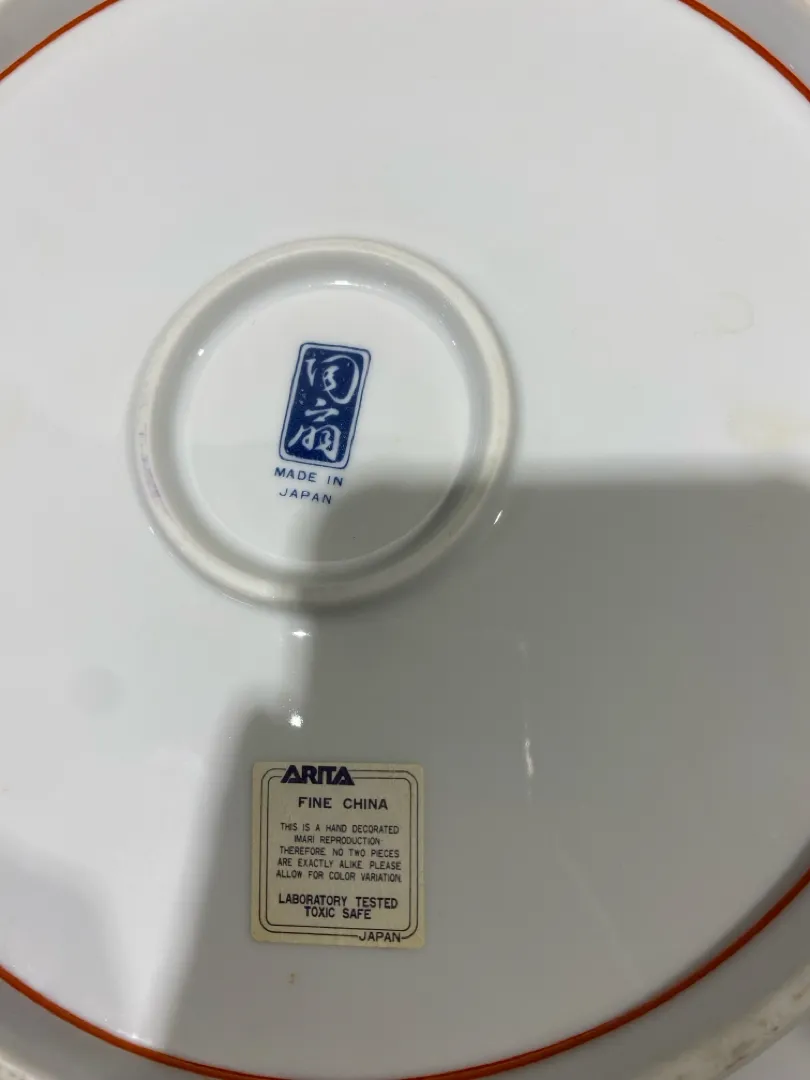 MADE IN
JAPAN
ARITA
FINE CHINA
THIS IS A HAND DECORATED
IMARI REPRODUCTION
THEREFORE, NO TWO PIECES
ARE EXACTLY ALIKE. PLEASE
ALLOW FOR COLOR VARIATION.
LABORATORY TESTED
TOXIC SAFE
JAPAN